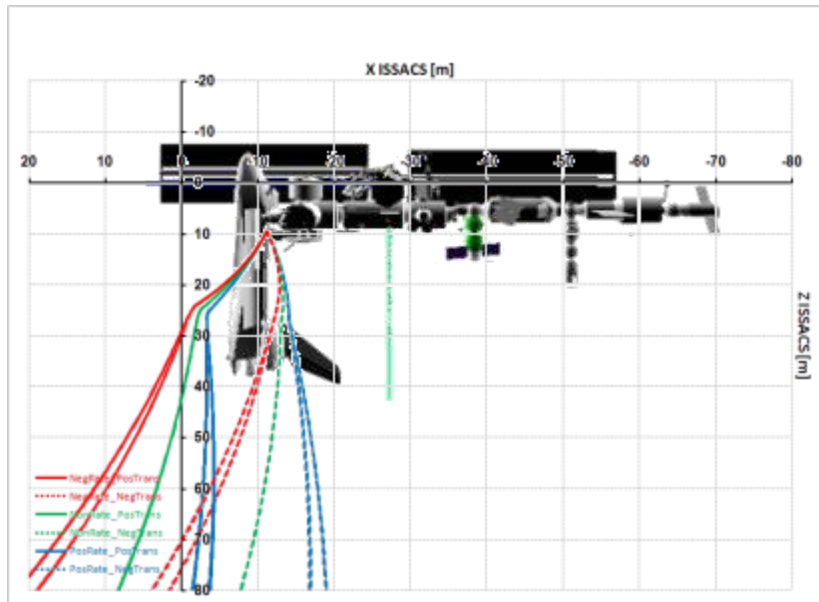 X ISSACS [m]
-20
-10
20 10 0 -10 -20 -30 -40 -50 -60 -70 -80
0
10
20
30
40
50
60
70
80
Z ISSACS [m]
NegRate_PosTrans
NegRate_NegTrans
NomRate_PosTrans
NomRate_NegTrans
PosRate_PosTrans
PosRate_NegTrans